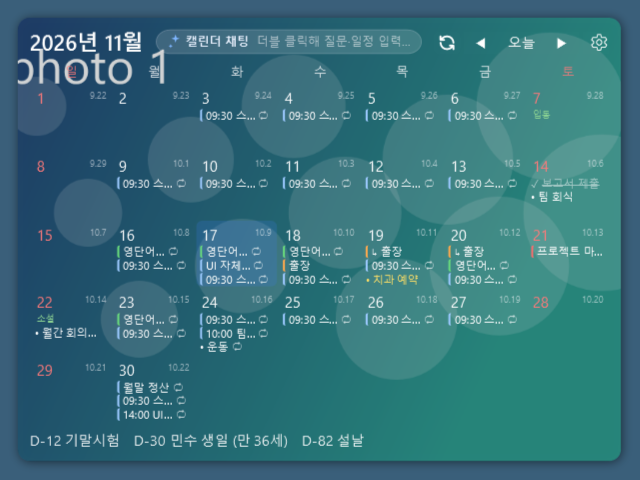 2026년 11월 캘린더 채팅 더블 클릭해 질문·일정 입력... 오늘
photo 1
일 월 화 수 목 금 토
1 9.22 2 9.23 3 9.24 4 9.25 5 9.26 6 9.27 7 9.28
09:30 스... 09:30 스... 09:30 스... 09:30 스... 입동
8 9.29 9 10.1 10 10.2 11 10.3 12 10.4 13 10.5 14 10.6
09:30 스... 09:30 스... 09:30 스... 09:30 스... 09:30 스... ✓ 보고서 제출
• 팀 회식
15 10.7 16 10.8 17 10.9 18 10.10 19 10.11 20 10.12 21 10.13
영단어... 영단어... 영단어... ↳ 출장 ↳ 출장 프로젝트 마...
09:30 스... UI 자체... 출장 09:30 스... 영단어...
09:30 스... 09:30 스... • 치과 예약 09:30 스...
22 10.14 23 10.15 24 10.16 25 10.17 26 10.18 27 10.19 28 10.20
소설 영단어... 09:30 스... 09:30 스... 09:30 스... 09:30 스...
• 월간 회의... 09:30 스... 10:00 팀...
• 운동
29 10.21 30 10.22
월말 정산
09:30 스...
14:00 UI...
D-12 기말시험 D-30 민수 생일 (만 36세) D-82 설날